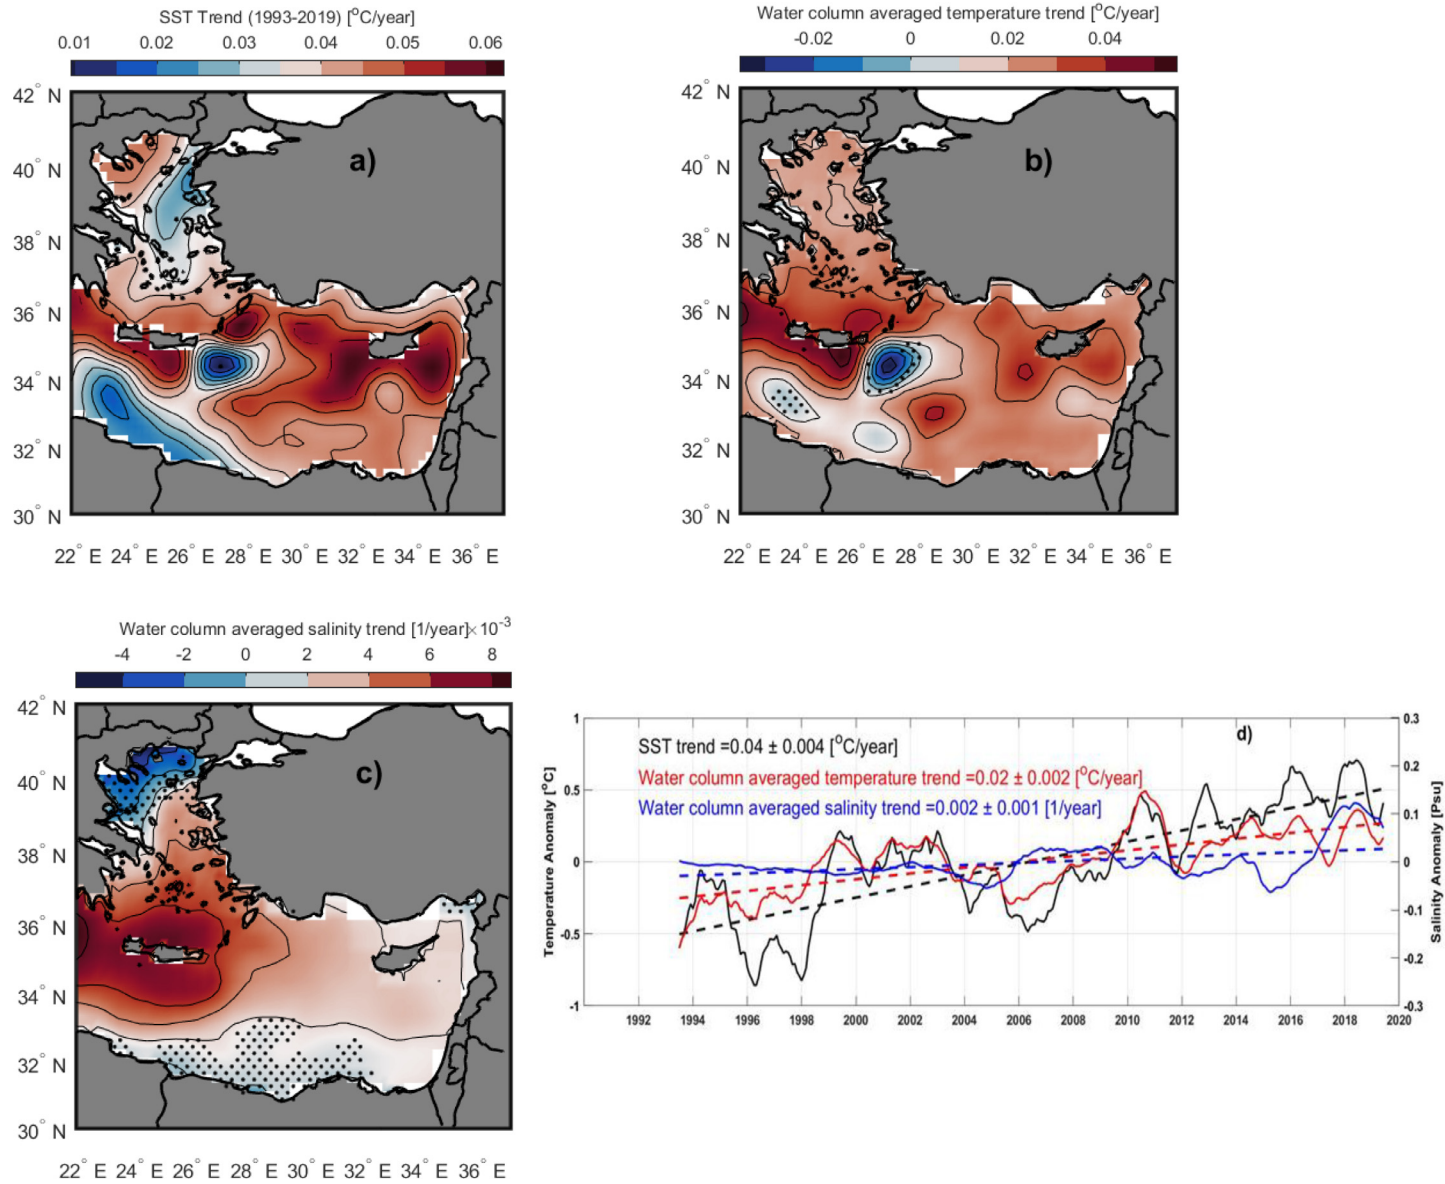 SST Trend (1993-2019) [°C/year]
0.01 0.02 0.03 0.04 0.05 0.06
42° N
40° N
38° N
36° N
34° N
32° N
30° N
22° E 24° E 26° E 28° E 30° E 32° E 34° E 36° E
a)
Water column averaged temperature trend [°C/year]
-0.02 0 0.02 0.04
42° N
40° N
38° N
36° N
34° N
32° N
30° N
22° E 24° E 26° E 28° E 30° E 32° E 34° E 36° E
b)
Water column averaged salinity trend [1/year]×10⁻³
-4 -2 0 2 4 6 8
42° N
40° N
38° N
36° N
34° N
32° N
30° N
22° E 24° E 26° E 28° E 30° E 32° E 34° E 36° E
c)
d)
SST trend =0.04 ± 0.004 [°C/year]
Water column averaged temperature trend =0.02 ± 0.002 [°C/year]
Water column averaged salinity trend =0.002 ± 0.001 [1/year]
Temperature Anomaly [°C]
1
0.5
0
-0.5
-1
Salinity Anomaly [Psu]
0.3
0.2
0.1
0
-0.1
-0.2
-0.3
1992 1994 1996 1998 2000 2002 2004 2006 2008 2010 2012 2014 2016 2018 2020